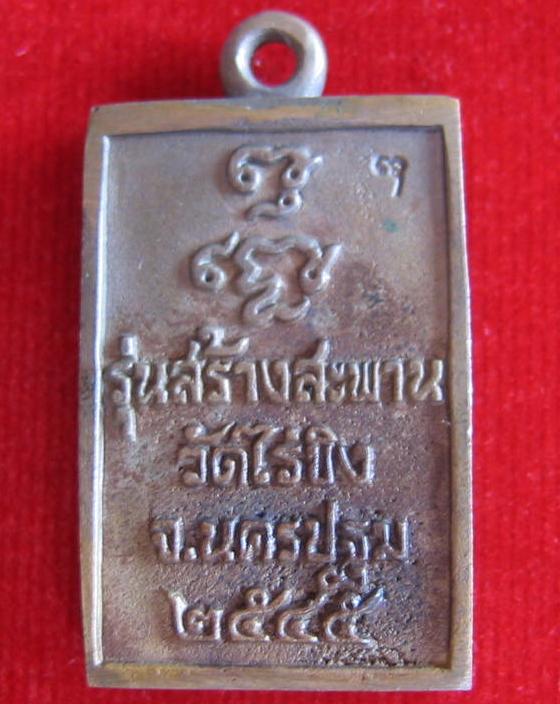 รุ่นสร้างสะพาน
วัดไร่ขิง
จ.นครปฐม
๒๕๔๕